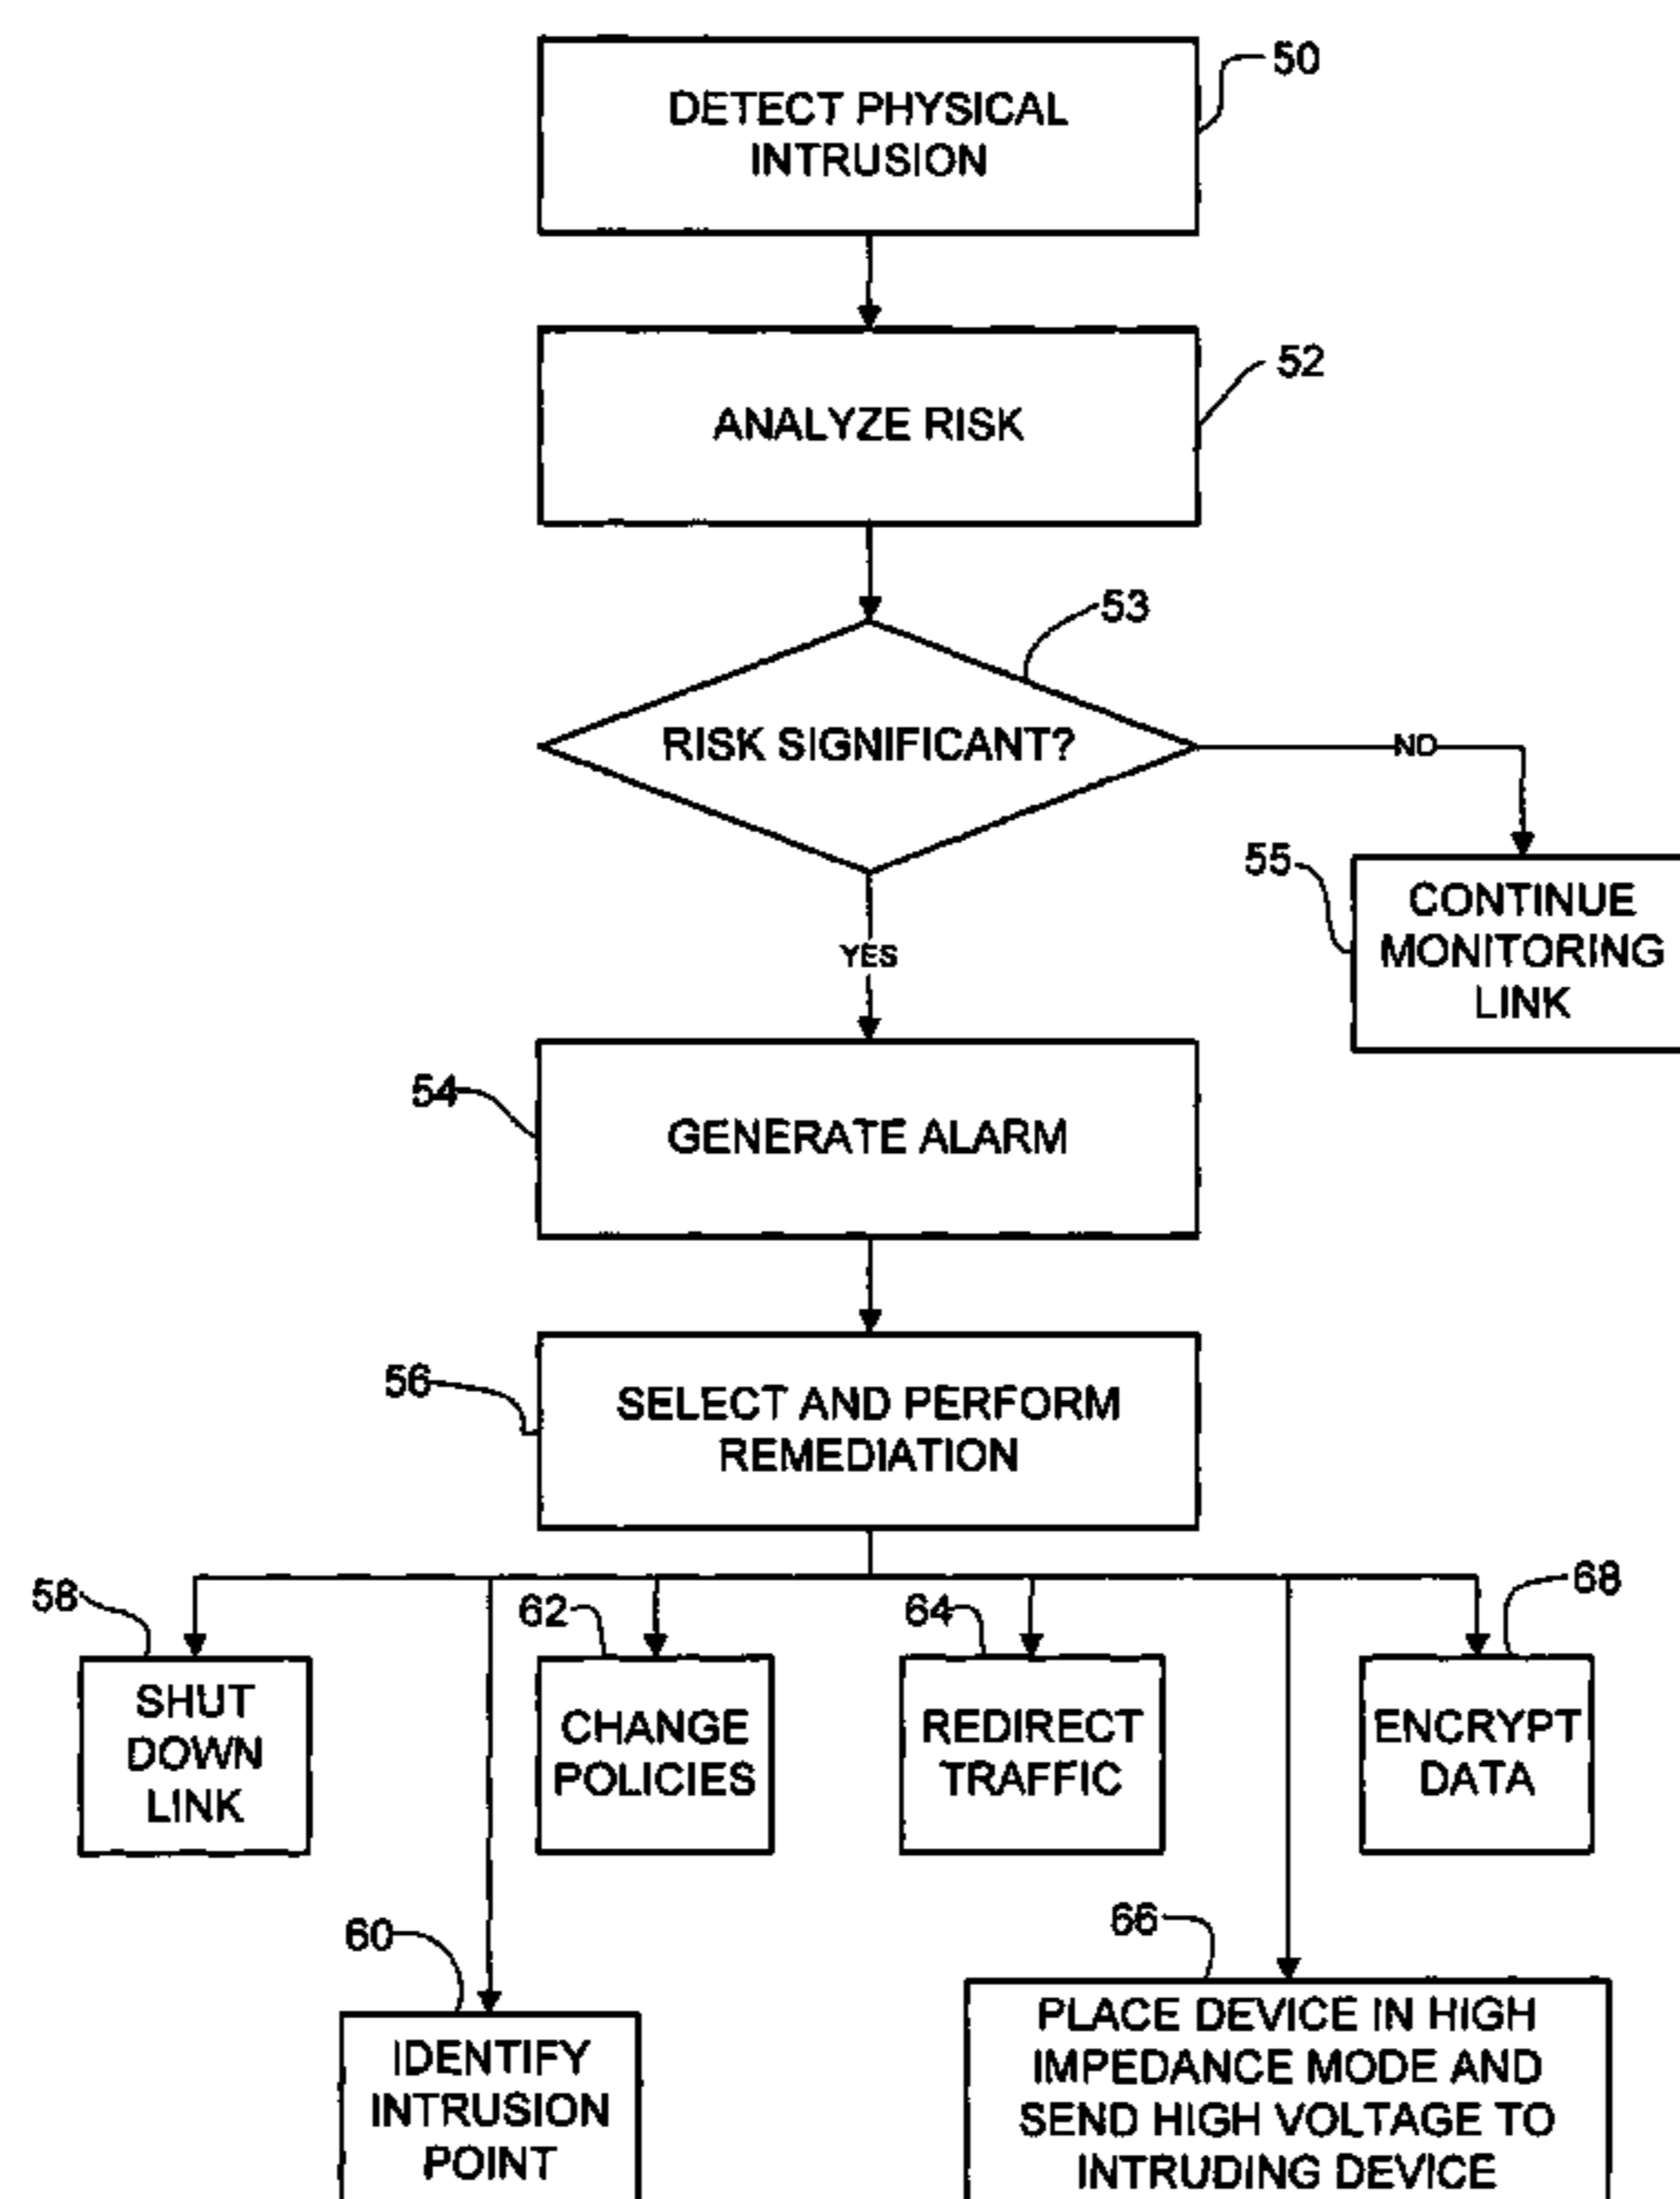 50
DETECT PHYSICAL
INTRUSION
52
ANALYZE RISK
53
RISK SIGNIFICANT?
NO
55
CONTINUE
MONITORING
LINK
YES
54
GENERATE ALARM
56
SELECT AND PERFORM
REMEDIATION
58
SHUT
DOWN
LINK
62
CHANGE
POLICIES
64
REDIRECT
TRAFFIC
68
ENCRYPT
DATA
60
IDENTIFY
INTRUSION
POINT
66
PLACE DEVICE IN HIGH
IMPEDANCE MODE AND
SEND HIGH VOLTAGE TO
INTRUDING DEVICE